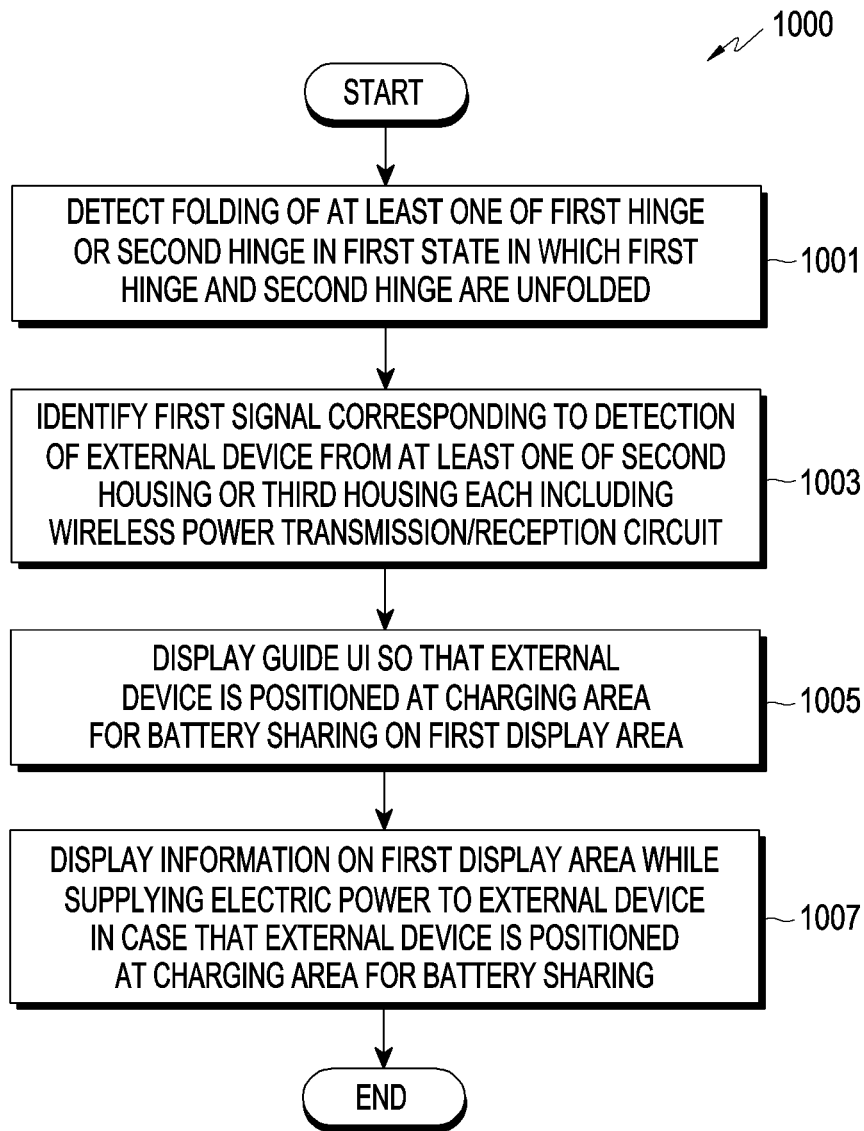 1000
START
DETECT FOLDING OF AT LEAST ONE OF FIRST HINGE
OR SECOND HINGE IN FIRST STATE IN WHICH FIRST
HINGE AND SECOND HINGE ARE UNFOLDED
1001
IDENTIFY FIRST SIGNAL CORRESPONDING TO DETECTION
OF EXTERNAL DEVICE FROM AT LEAST ONE OF SECOND
HOUSING OR THIRD HOUSING EACH INCLUDING
WIRELESS POWER TRANSMISSION/RECEPTION CIRCUIT
1003
DISPLAY GUIDE UI SO THAT EXTERNAL
DEVICE IS POSITIONED AT CHARGING AREA
FOR BATTERY SHARING ON FIRST DISPLAY AREA
1005
DISPLAY INFORMATION ON FIRST DISPLAY AREA WHILE
SUPPLYING ELECTRIC POWER TO EXTERNAL DEVICE
IN CASE THAT EXTERNAL DEVICE IS POSITIONED
AT CHARGING AREA FOR BATTERY SHARING
1007
END